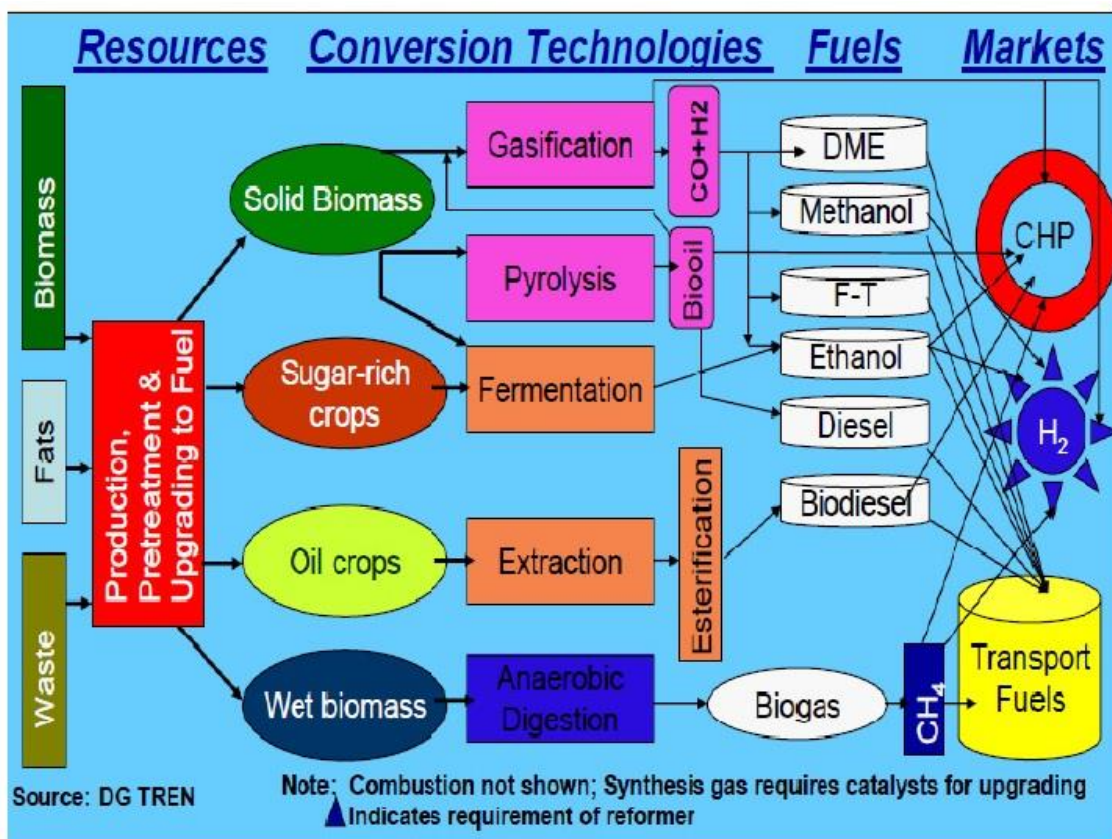 Resources Conversion Technologies Fuels Markets
Biomass
Fats
Waste
Production,
Pretreatment &
Upgrading to Fuel
Solid Biomass
Sugar-rich
crops
Oil crops
Wet biomass
Gasification
Pyrolysis
Fermentation
Extraction
Anaerobic
Digestion
CO+H2
Biooil
Esterification
Biogas
DME
Methanol
F-T
Ethanol
Diesel
Biodiesel
CH₄
CHP
H₂
Transport
Fuels
Source: DG TREN
Note: Combustion not shown; Synthesis gas requires catalysts for upgrading
Indicates requirement of reformer